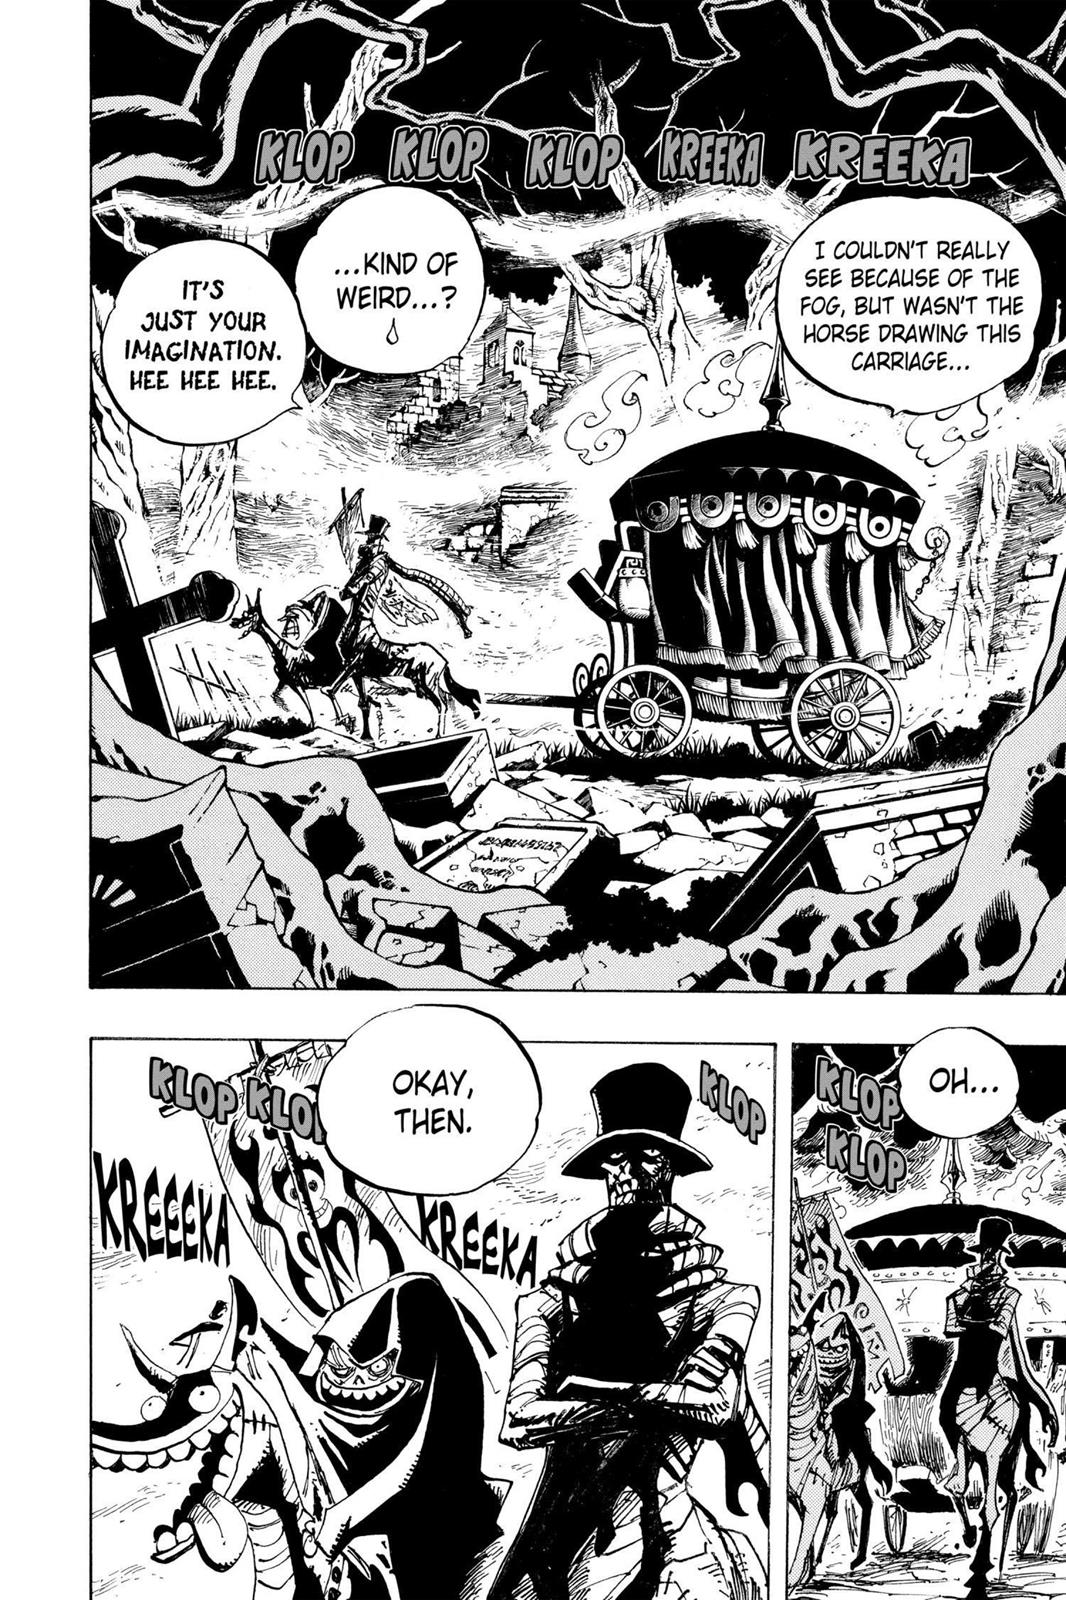 KLOP KLOP KLOP KREEKA KREEKA
I COULDN'T REALLY
SEE BECAUSE OF THE
FOG, BUT WASN'T THE
HORSE DRAWING THIS
CARRIAGE...
...KIND OF
WEIRD...?
IT'S
JUST YOUR
IMAGINATION.
HEE HEE HEE.
OH...
KLOP
KLOP
OKAY,
THEN.
KLOP
KLOP KLOP
KREEKA
KREEEKA